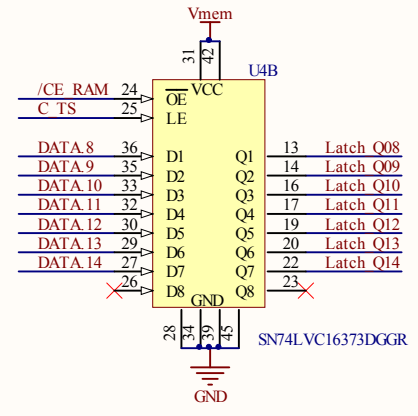 Vmem
31 42
U4B
VCC
/CE_RAM 24 OE
C_TS 25 LE
DATA.8 36 D1 Q1 13 Latch_Q08
DATA.9 35 D2 Q2 14 Latch_Q09
DATA.10 33 D3 Q3 16 Latch_Q10
DATA.11 32 D4 Q4 17 Latch_Q11
DATA.12 30 D5 Q5 19 Latch_Q12
DATA.13 29 D6 Q6 20 Latch_Q13
DATA.14 27 D7 Q7 22 Latch_Q14
26 D8 Q8 23
GND
28 34 39 45
SN74LVC16373DGGR
GND